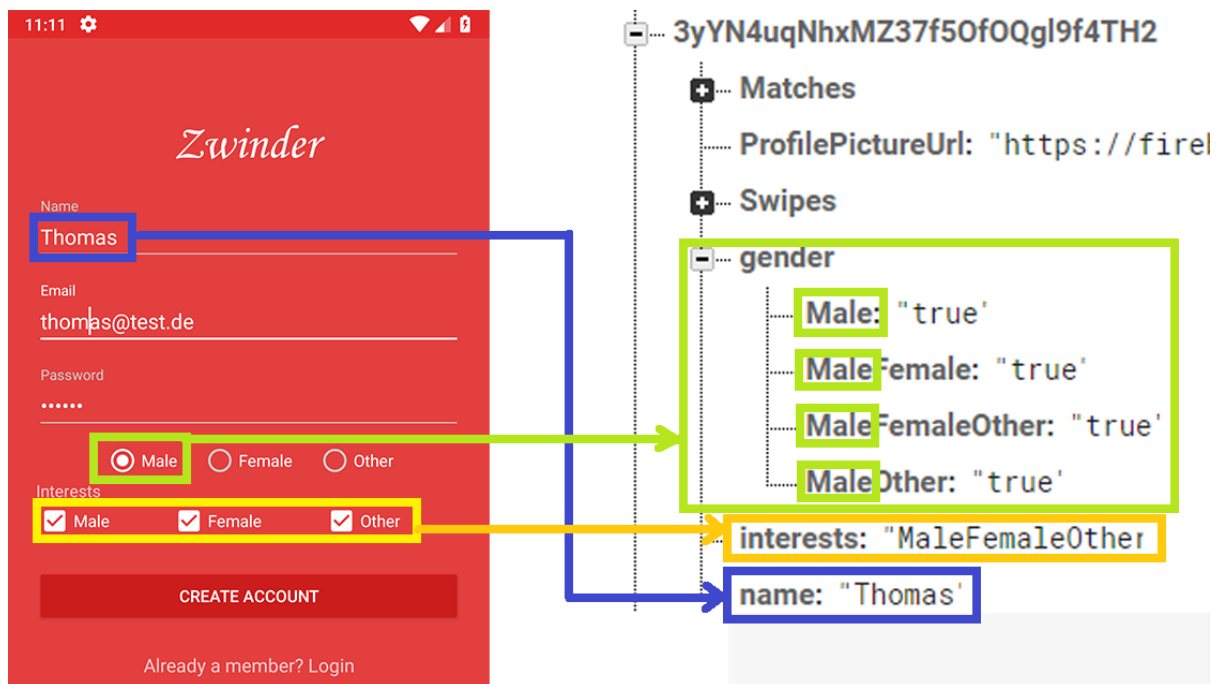 11:11
Zwinder
Name
Thomas
Email
thomas@test.de
Password
••••••
Male Female Other
Interests
Male Female Other
CREATE ACCOUNT
Already a member? Login
3yYN4uqNhxMZ37f5OfOQgl9f4TH2
Matches
ProfilePictureUrl: "https://firel
Swipes
gender
Male: "true'
MaleFemale: "true'
MaleFemaleOther: "true'
MaleOther: "true'
interests: "MaleFemaleOther
name: "Thomas'